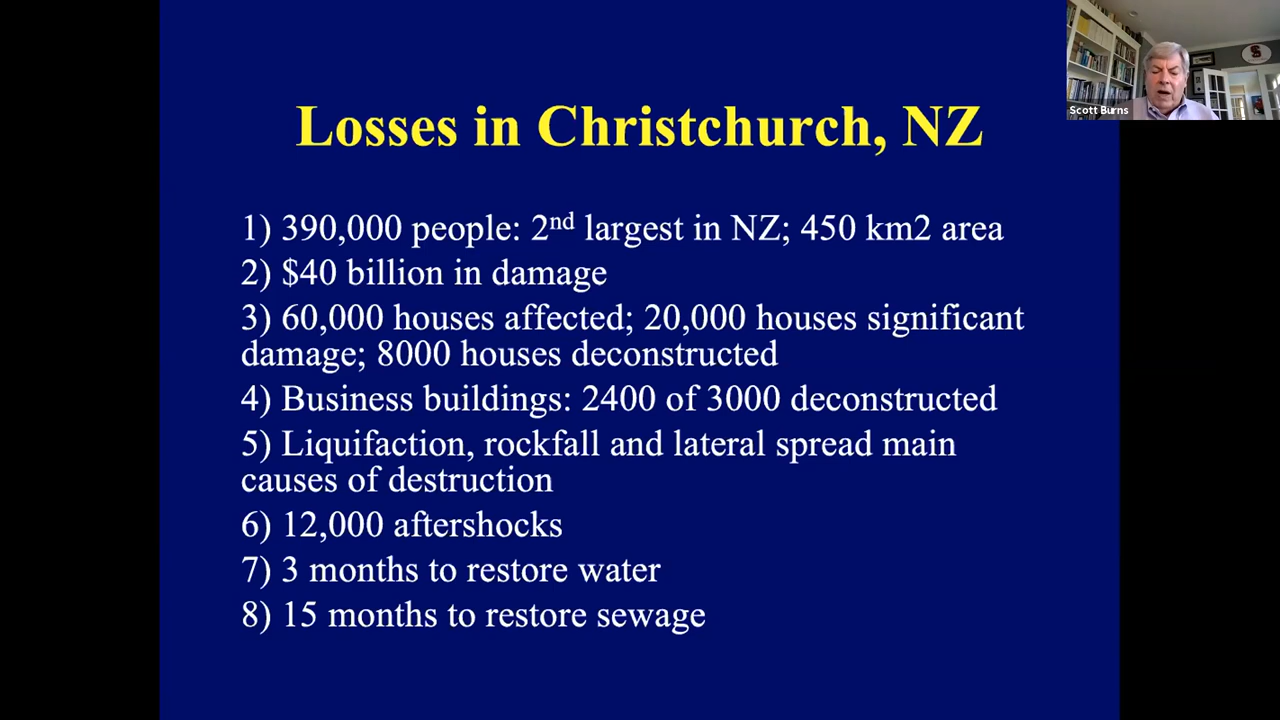 Losses in Christchurch, NZ
Scott Burns
1) 390,000 people: 2nd largest in NZ; 450 km2 area
2) $40 billion in damage
3) 60,000 houses affected; 20,000 houses significant
damage; 8000 houses deconstructed
4) Business buildings: 2400 of 3000 deconstructed
5) Liquifaction, rockfall and lateral spread main
causes of destruction
6) 12,000 aftershocks
7) 3 months to restore water
8) 15 months to restore sewage